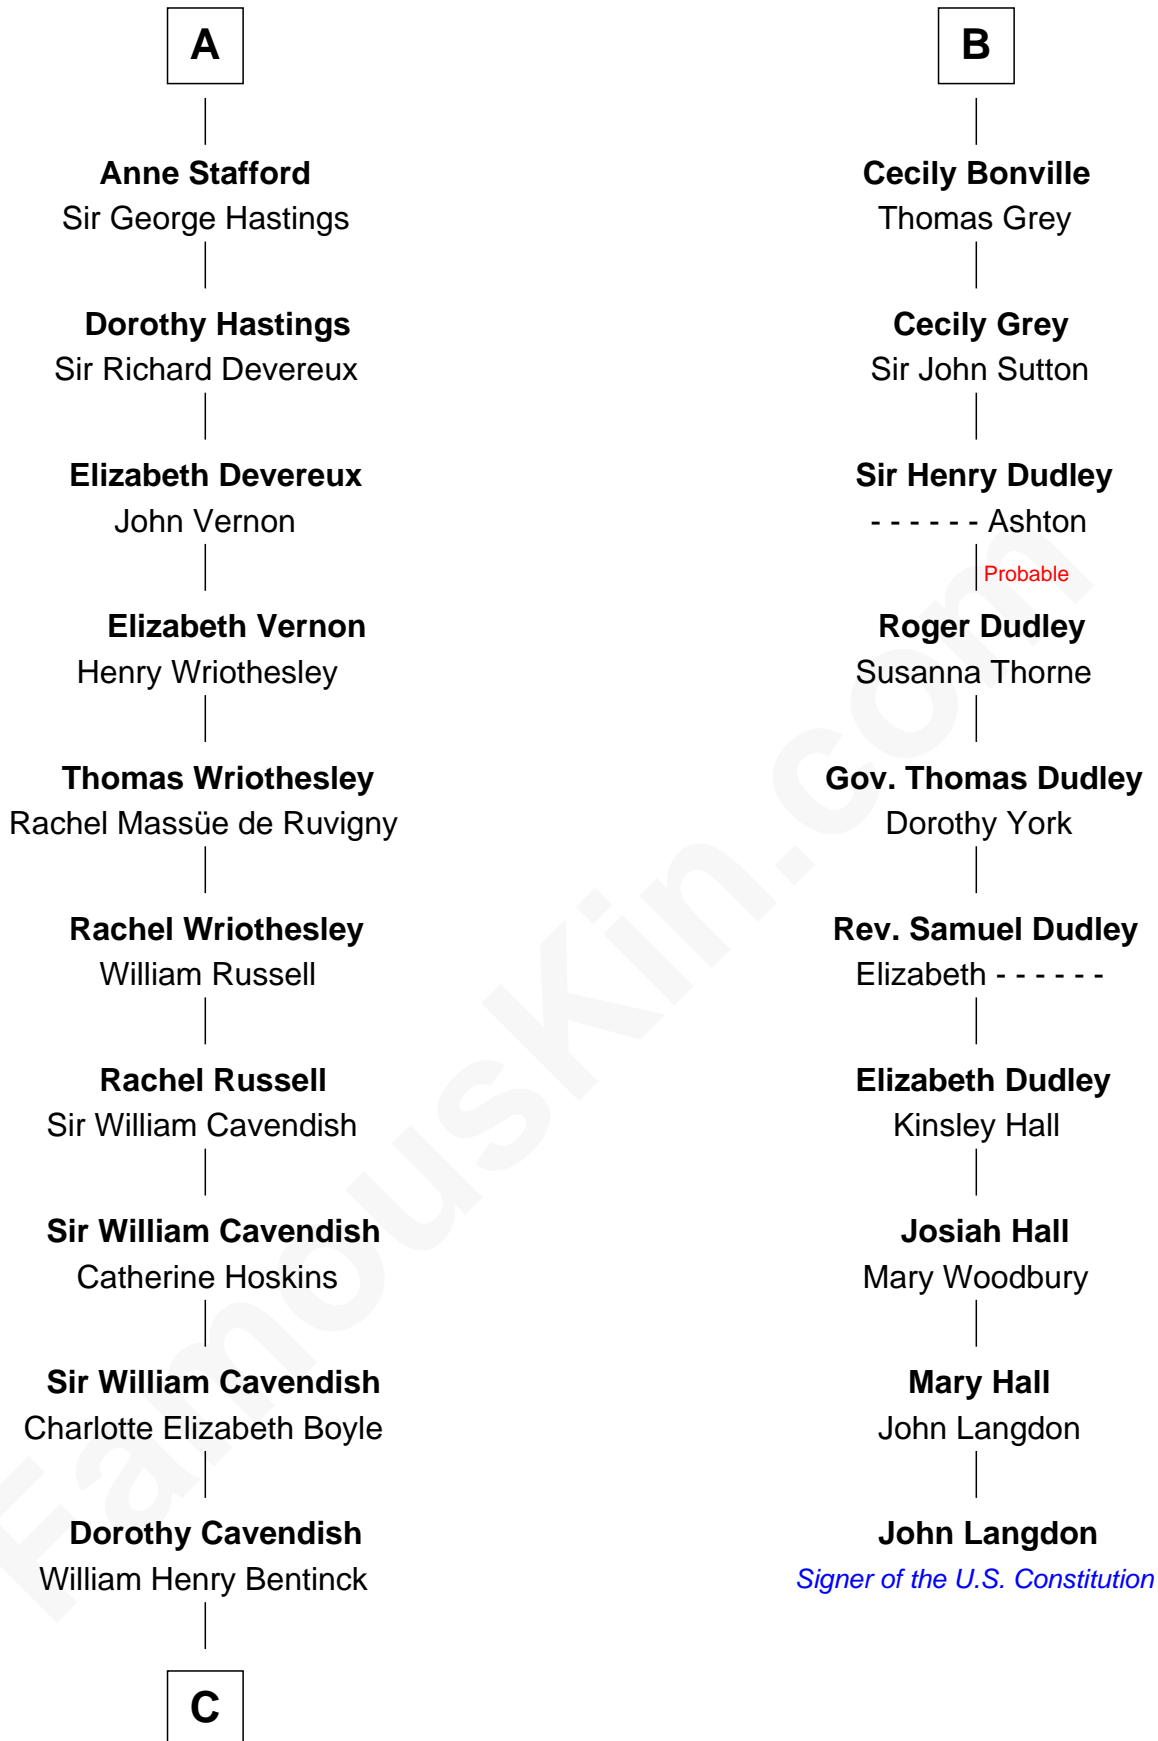 A
Anne Stafford
Sir George Hastings
Dorothy Hastings
Sir Richard Devereux
Elizabeth Devereux
John Vernon
Elizabeth Vernon
Henry Wriothesley
Thomas Wriothesley
Rachel Massüe de Ruvigny
Rachel Wriothesley
William Russell
Rachel Russell
Sir William Cavendish
Sir William Cavendish
Catherine Hoskins
Sir William Cavendish
Charlotte Elizabeth Boyle
Dorothy Cavendish
William Henry Bentinck
C
B
Cecily Bonville
Thomas Grey
Cecily Grey
Sir John Sutton
Sir Henry Dudley
- - - - - - Ashton
Probable
Roger Dudley
Susanna Thorne
Gov. Thomas Dudley
Dorothy York
Rev. Samuel Dudley
Elizabeth - - - - - -
Elizabeth Dudley
Kinsley Hall
Josiah Hall
Mary Woodbury
Mary Hall
John Langdon
John Langdon
Signer of the U.S. Constitution
FamousKin.com